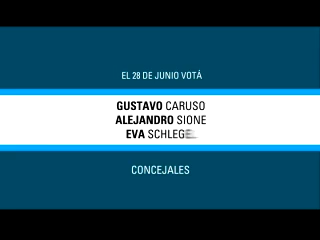 EL 28 DE JUNIO VOTÁ
GUSTAVO CARUSO
ALEJANDRO SIONE
EVA
CONCEJALES